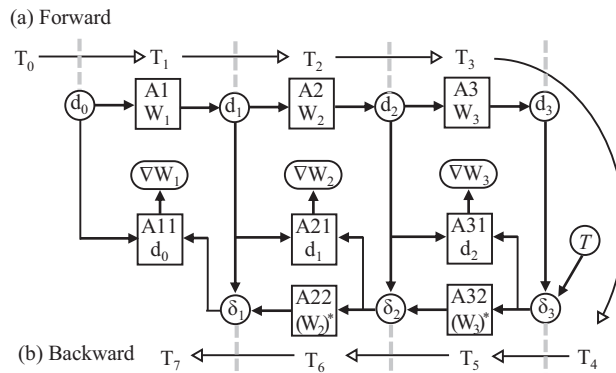 (a) Forward
T₀ T₁ T₂ T₃
d₀ A1 d₁ A2 d₂ A3 d₃
W₁ W₂ W₃
∇W₁ ∇W₂ ∇W₃
A11 A21 A31 T
d₀ d₁ d₂
δ₁ A22 δ₂ A32 δ₃
(W₂)* (W₃)*
(b) Backward T₇ T₆ T₅ T₄